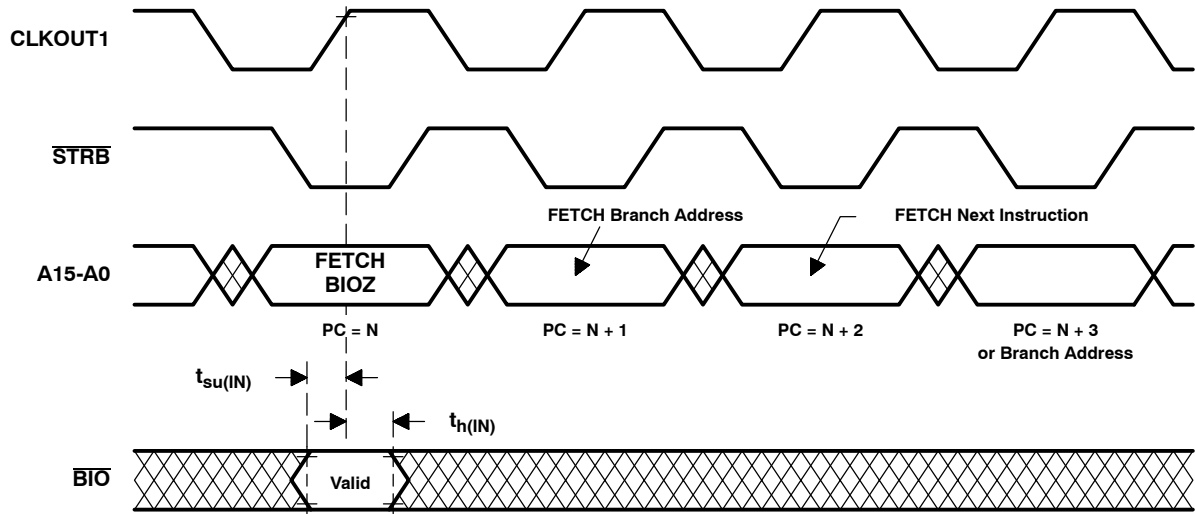 CLKOUT1
STRB
FETCH Branch Address
FETCH Next Instruction
A15-A0
FETCH
BIOZ
PC = N
PC = N + 1
PC = N + 2
PC = N + 3
or Branch Address
tsu(IN)
th(IN)
BIO
Valid